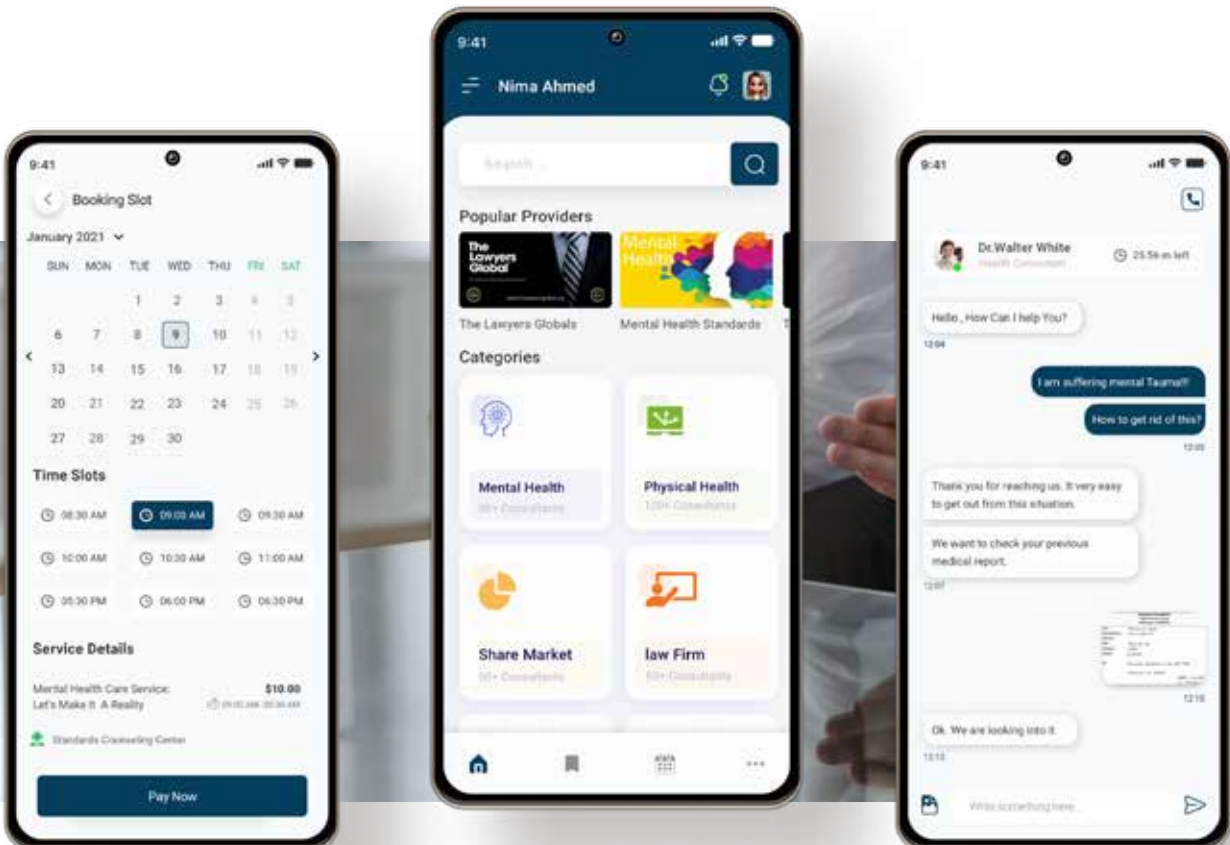 9:41
Booking Slot
January 2021
SUN MON TUE WED THU FRI SAT
1 2 3 4 5
6 7 8 9 10 11 12
13 14 15 16 17 18 19
20 21 22 23 24 25 26
27 28 29 30
Time Slots
08:30 AM 09:00 AM 09:30 AM
10:00 AM 10:30 AM 11:00 AM
05:30 PM 06:00 PM 06:30 PM
Service Details
Mental Health Care Service: $10.00
Let's Make It A Reality
Standards Counseling Center
Pay Now
9:41
Nima Ahmed
Search ...
Popular Providers
The
Lawyers
Global
Mental
Health
The Lawyers Globals Mental Health Standards
Categories
Mental Health Physical Health
120+ Consultants
Share Market law Firm
9:41
Dr.Walter White
Health Consultant
25:56 m left
Hello , How Can I help You?
12:04
I am suffering mental Tauma!!!
How to get rid of this?
12:05
Thank you for reaching us. It very easy
to get out from this situation.
We want to check your previous
medical report.
12:07
12:10
Ok. We are looking into it
12:13
Write something here...